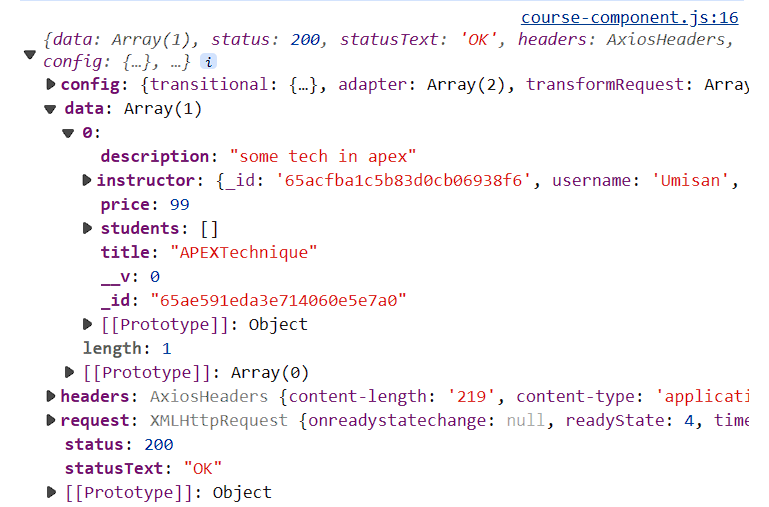 course-component.js:16
{data: Array(1), status: 200, statusText: 'OK', headers: AxiosHeaders,
config: {…}, …} i
config: {transitional: {…}, adapter: Array(2), transformRequest: Array
data: Array(1)
0:
description: "some tech in apex"
instructor: {_id: '65acfba1c5b83d0cb06938f6', username: 'Umisan',
price: 99
students: []
title: "APEXTechnique"
__v: 0
_id: "65ae591eda3e714060e5e7a0"
[[Prototype]]: Object
length: 1
[[Prototype]]: Array(0)
headers: AxiosHeaders {content-length: '219', content-type: 'applicati
request: XMLHttpRequest {onreadystatechange: null, readyState: 4, time
status: 200
statusText: "OK"
[[Prototype]]: Object